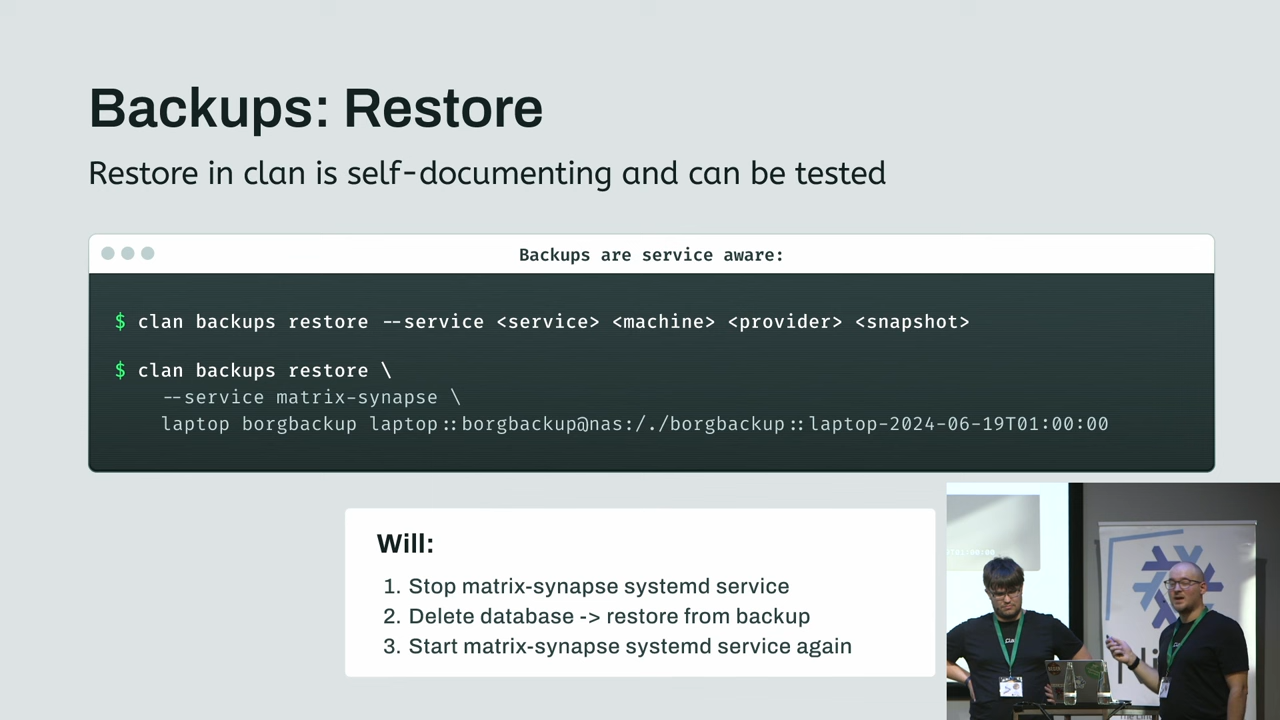 Backups: Restore
Restore in clan is self-documenting and can be tested
Backups are service aware:
$ clan backups restore --service <service> <machine> <provider> <snapshot>
$ clan backups restore \
--service matrix-synapse \
laptop borgbackup laptop::borgbackup@nas:/./borgbackup::laptop-2024-06-19T01:00:00
Will:
1. Stop matrix-synapse systemd service
2. Delete database -> restore from backup
3. Start matrix-synapse systemd service again